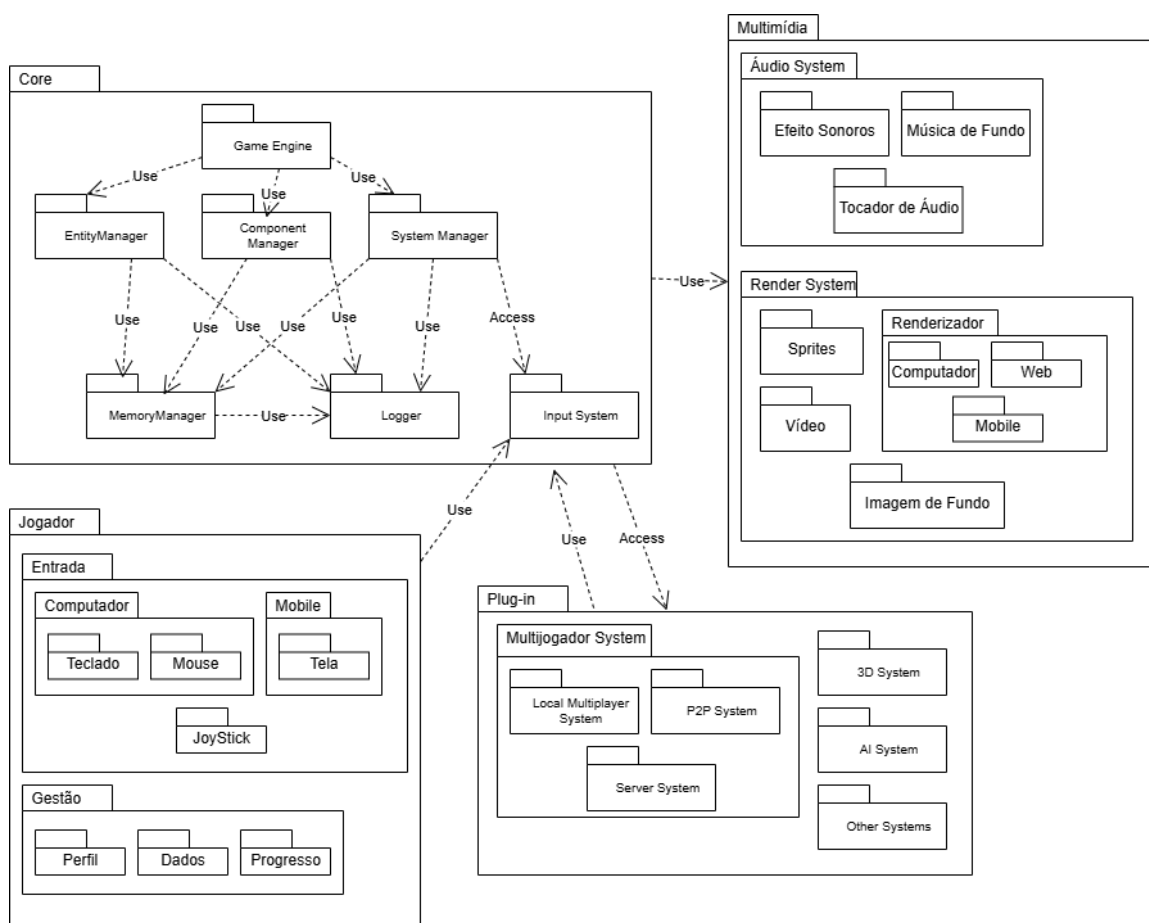 Core
Game Engine
Use
Use
Use
EntityManager
Component
Manager
System Manager
Use
Use
Use
Use
Use
Use
Access
MemoryManager
Use
Logger
Input System
Use
Multimídia
Áudio System
Efeito Sonoros
Música de Fundo
Tocador de Áudio
Render System
Sprites
Renderizador
Computador
Web
Vídeo
Mobile
Imagem de Fundo
Jogador
Use
Entrada
Computador
Teclado
Mouse
Mobile
Tela
JoyStick
Gestão
Perfil
Dados
Progresso
Use
Access
Plug-in
Multijogador System
Local Multiplayer
System
P2P System
Server System
3D System
AI System
Other Systems